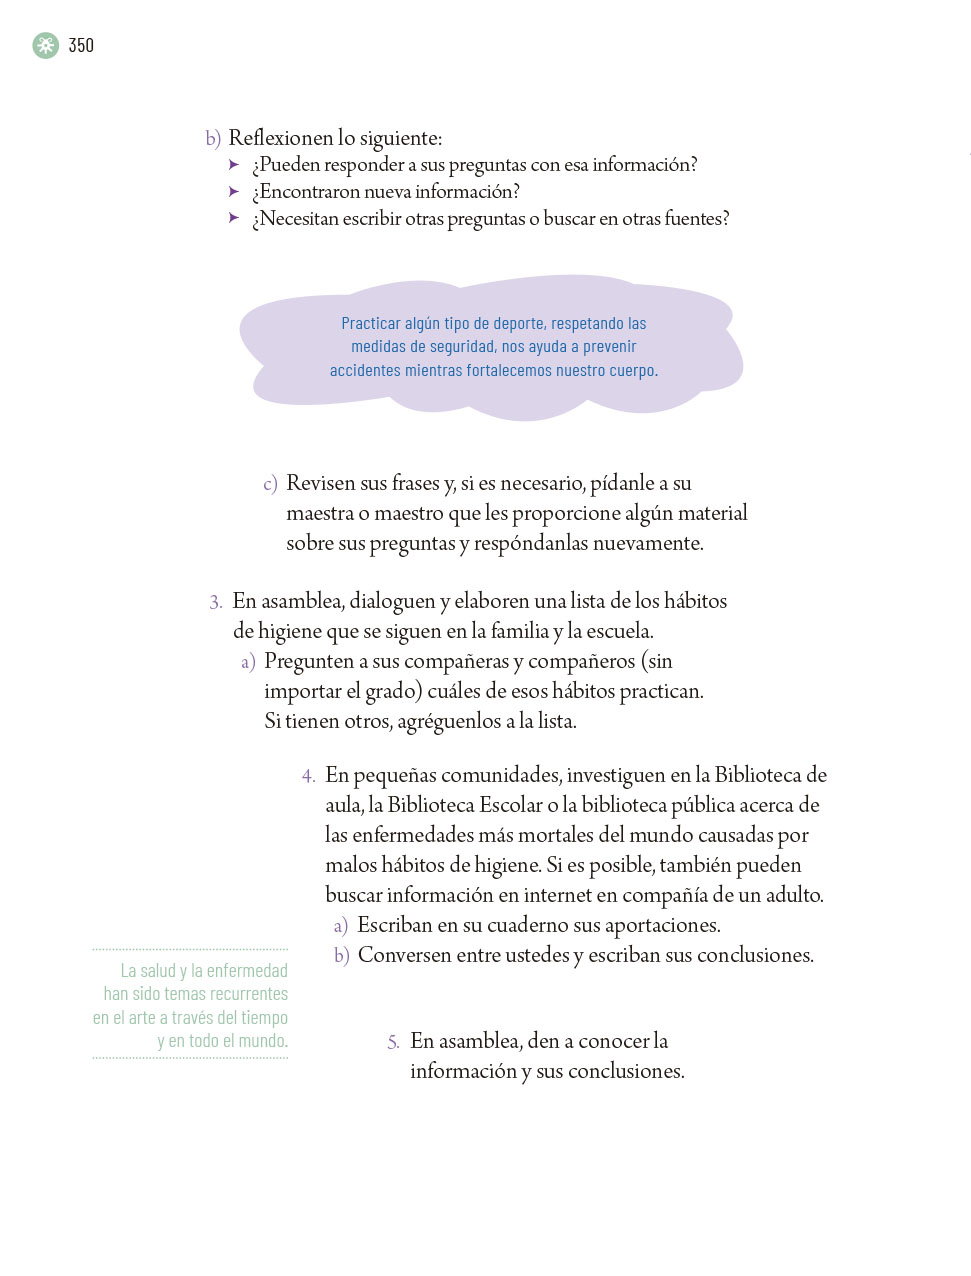 350
b) Reflexionen lo siguiente:
¿Pueden responder a sus preguntas con esa información?
¿Encontraron nueva información?
¿Necesitan escribir otras preguntas o buscar en otras fuentes?
Practicar algún tipo de deporte, respetando las
medidas de seguridad, nos ayuda a prevenir
accidentes mientras fortalecemos nuestro cuerpo.
c) Revisen sus frases y, si es necesario, pídanle a su
maestra o maestro que les proporcione algún material
sobre sus preguntas y respóndanlas nuevamente.
3. En asamblea, dialoguen y elaboren una lista de los hábitos
de higiene que se siguen en la familia y la escuela.
a) Pregunten a sus compañeras y compañeros (sin
importar el grado) cuáles de esos hábitos practican.
Si tienen otros, agréguenlos a la lista.
4. En pequeñas comunidades, investiguen en la Biblioteca de
aula, la Biblioteca Escolar o la biblioteca pública acerca de
las enfermedades más mortales del mundo causadas por
malos hábitos de higiene. Si es posible, también pueden
buscar información en internet en compañía de un adulto.
a) Escriban en su cuaderno sus aportaciones.
b) Conversen entre ustedes y escriban sus conclusiones.
La salud y la enfermedad
han sido temas recurrentes
en el arte a través del tiempo
y en todo el mundo.
5. En asamblea, den a conocer la
información y sus conclusiones.